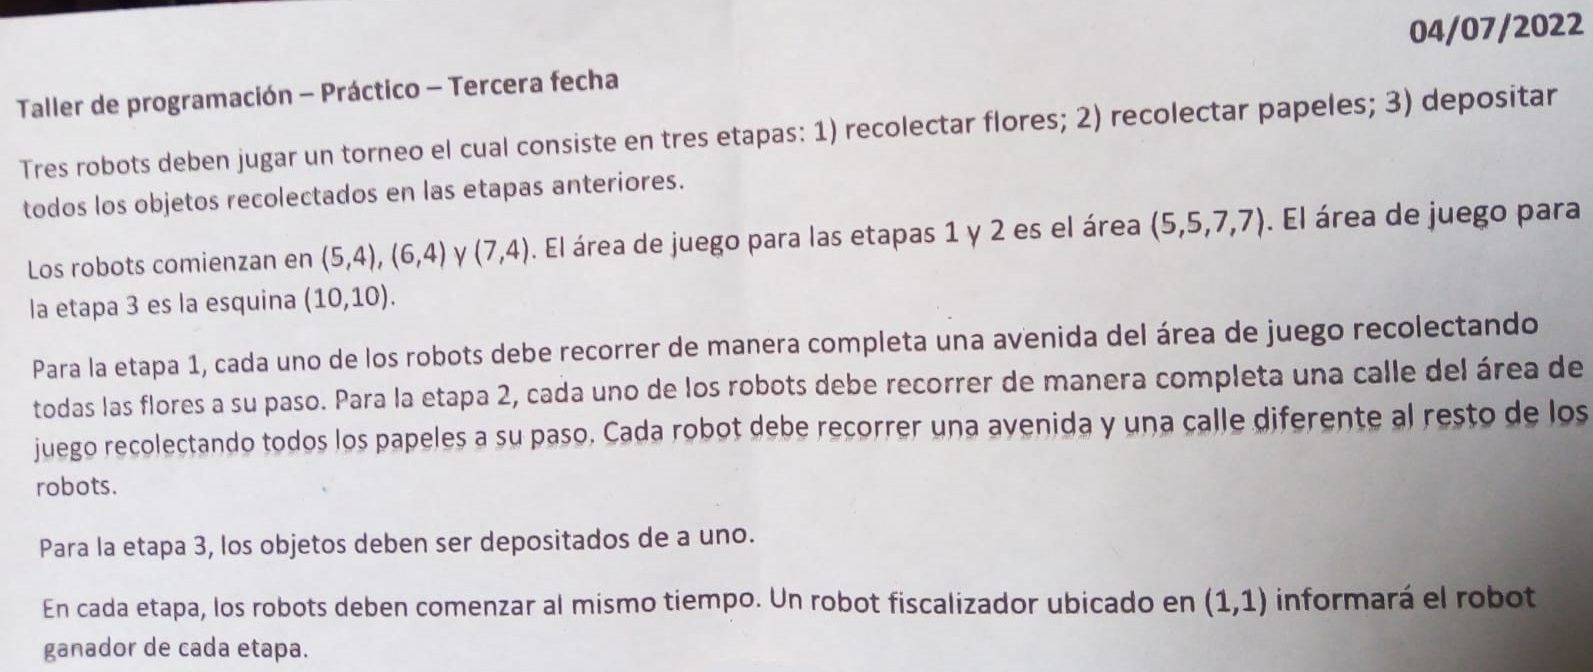 04/07/2022
Taller de programación – Práctico – Tercera fecha
Tres robots deben jugar un torneo el cual consiste en tres etapas: 1) recolectar flores; 2) recolectar papeles; 3) depositar
todos los objetos recolectados en las etapas anteriores.
Los robots comienzan en (5,4), (6,4) y (7,4). El área de juego para las etapas 1 y 2 es el área (5,5,7,7). El área de juego para
la etapa 3 es la esquina (10,10).
Para la etapa 1, cada uno de los robots debe recorrer de manera completa una avenida del área de juego recolectando
todas las flores a su paso. Para la etapa 2, cada uno de los robots debe recorrer de manera completa una calle del área de
juego recolectando todos los papeles a su paso. Cada robot debe recorrer una avenida y una calle diferente al resto de los
robots.
Para la etapa 3, los objetos deben ser depositados de a uno.
En cada etapa, los robots deben comenzar al mismo tiempo. Un robot fiscalizador ubicado en (1,1) informará el robot
ganador de cada etapa.